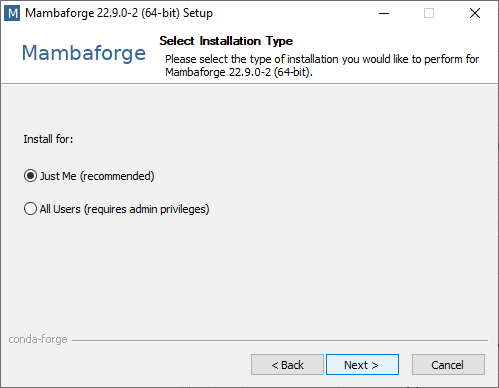 M Mambaforge 22.9.0-2 (64-bit) Setup
Mambaforge
Select Installation Type
Please select the type of installation you would like to perform for
Mambaforge 22.9.0-2 (64-bit).
Install for:
Just Me (recommended)
All Users (requires admin privileges)
conda-forge
< Back
Next >
Cancel